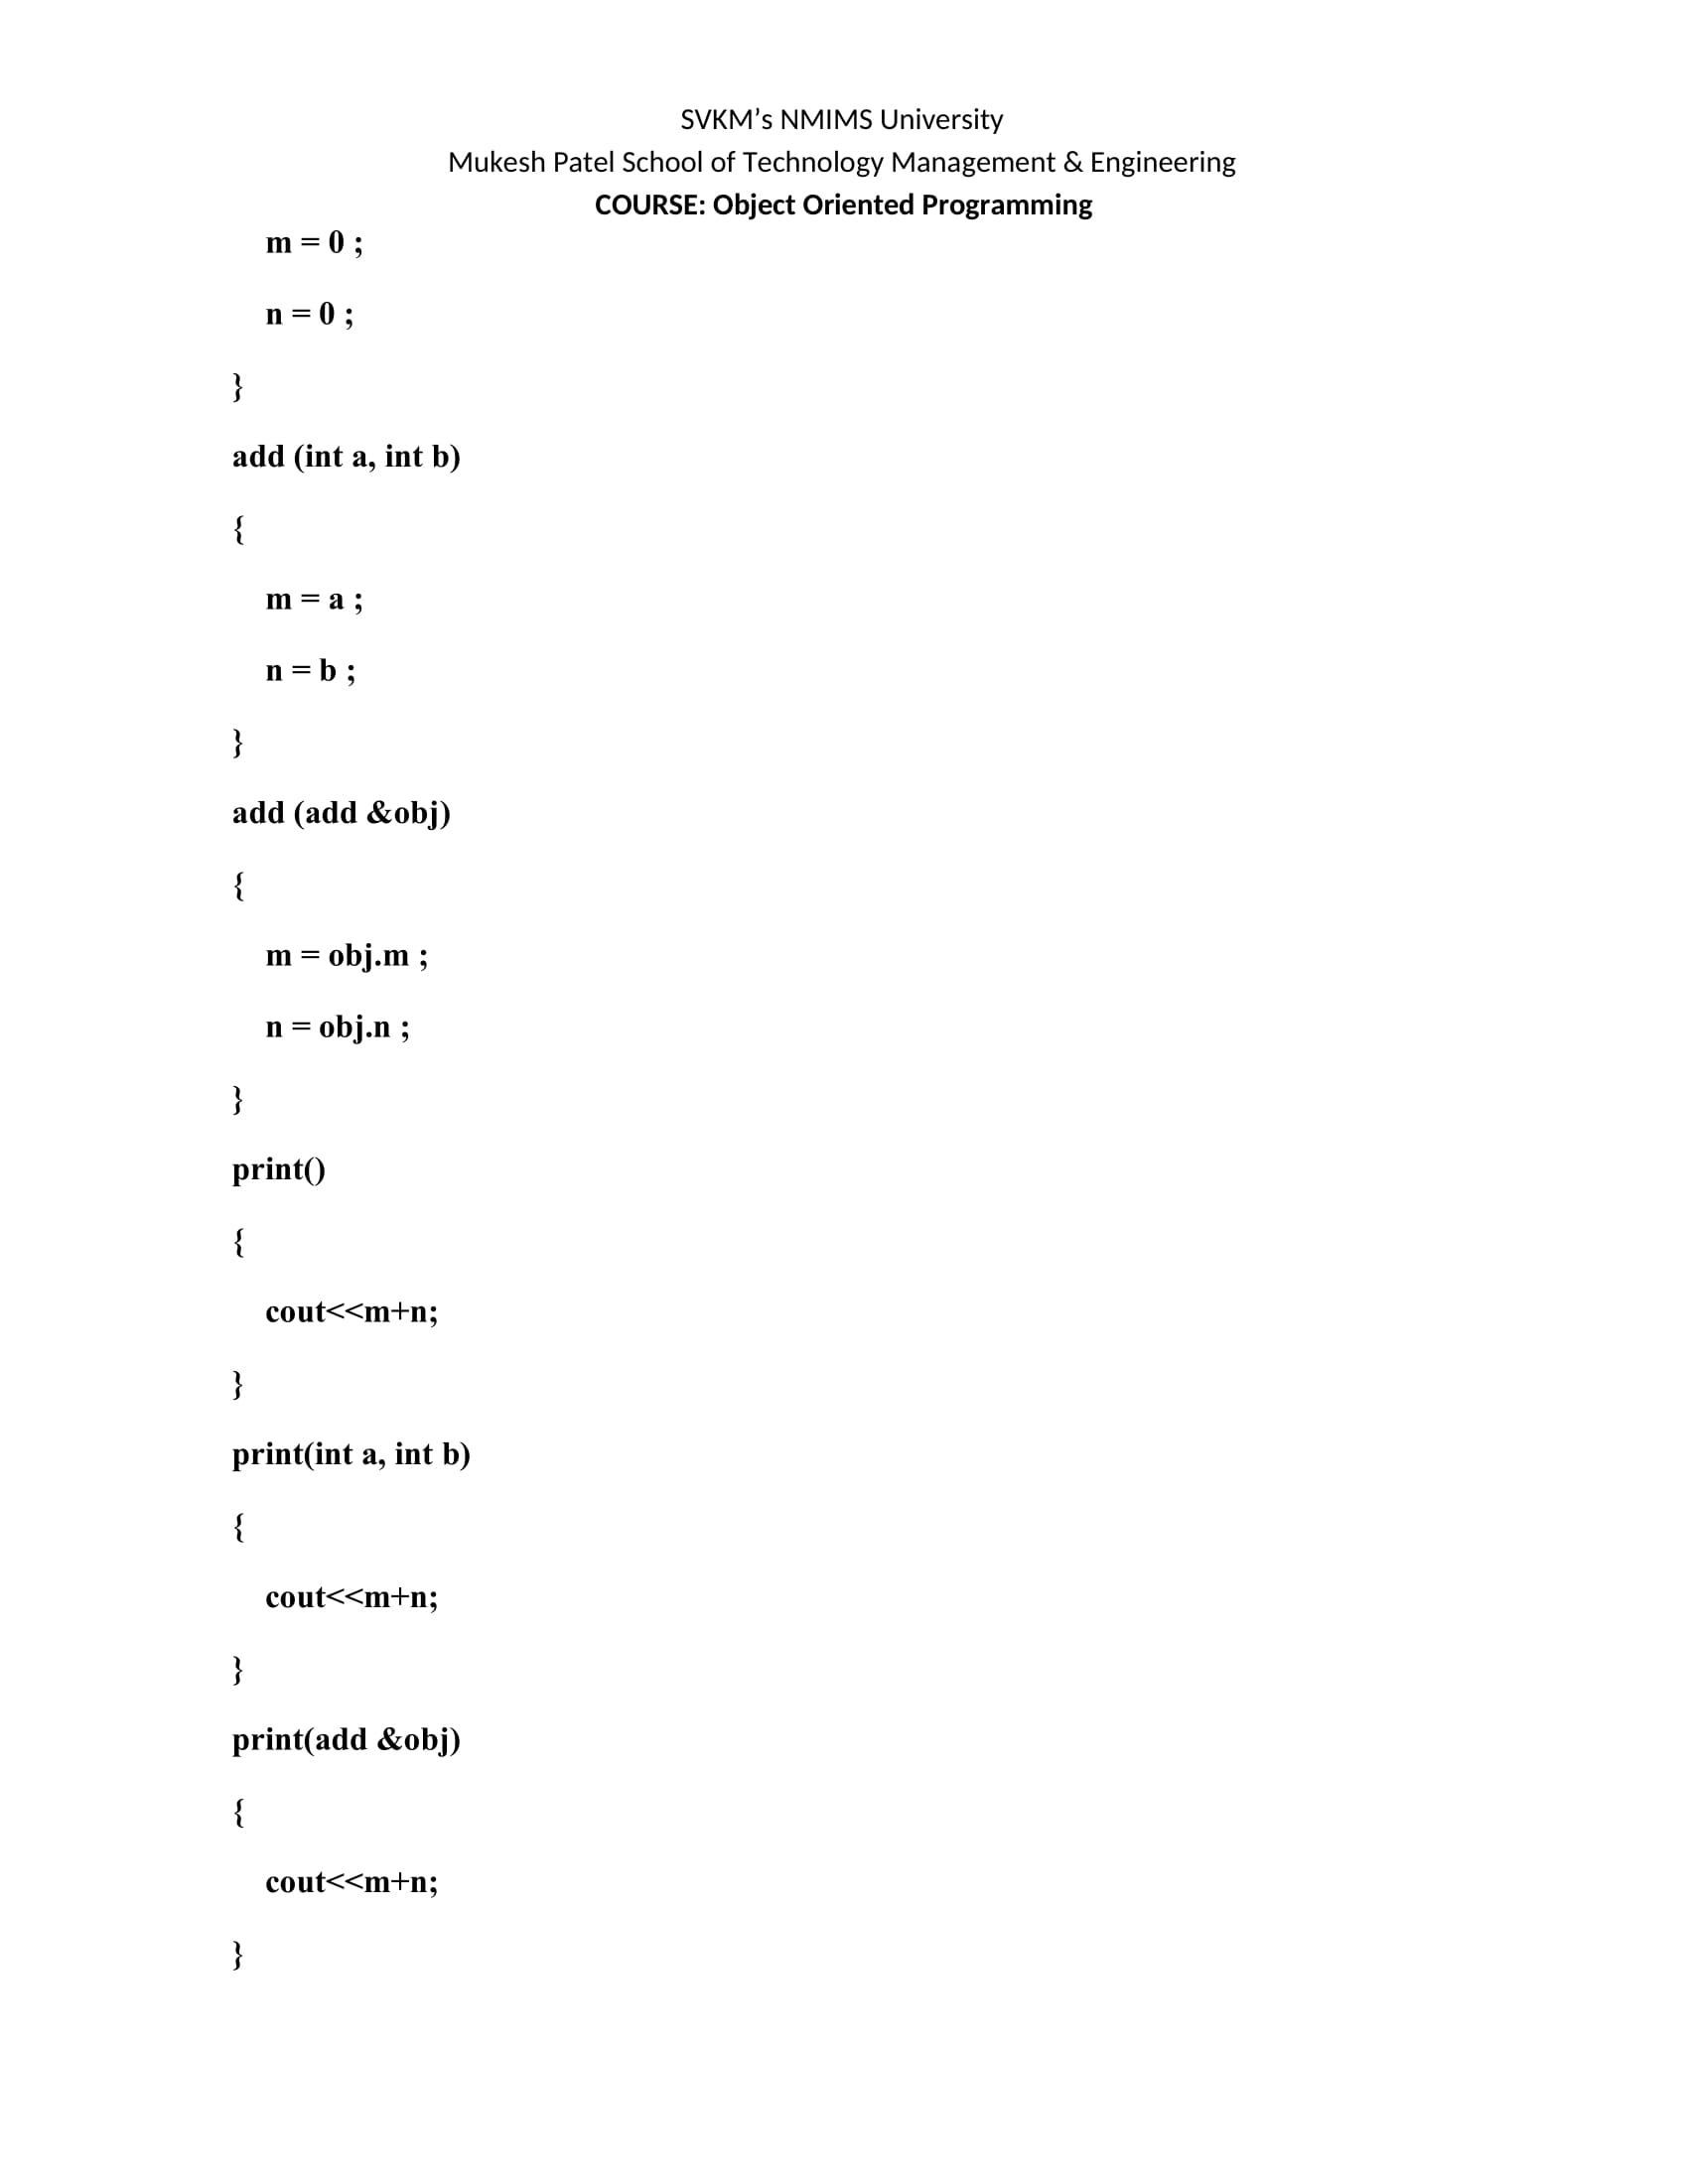 SVKM’s NMIMS University
Mukesh Patel School of Technology Management & Engineering
COURSE: Object Oriented Programming
m = 0 ;
n = 0 ;
}
add (int a, int b)
{
m = a ;
n = b ;
}
add (add &obj)
{
m = obj.m ;
n = obj.n ;
}
print()
{
cout<<m+n;
}
print(int a, int b)
{
cout<<m+n;
}
print(add &obj)
{
cout<<m+n;
}